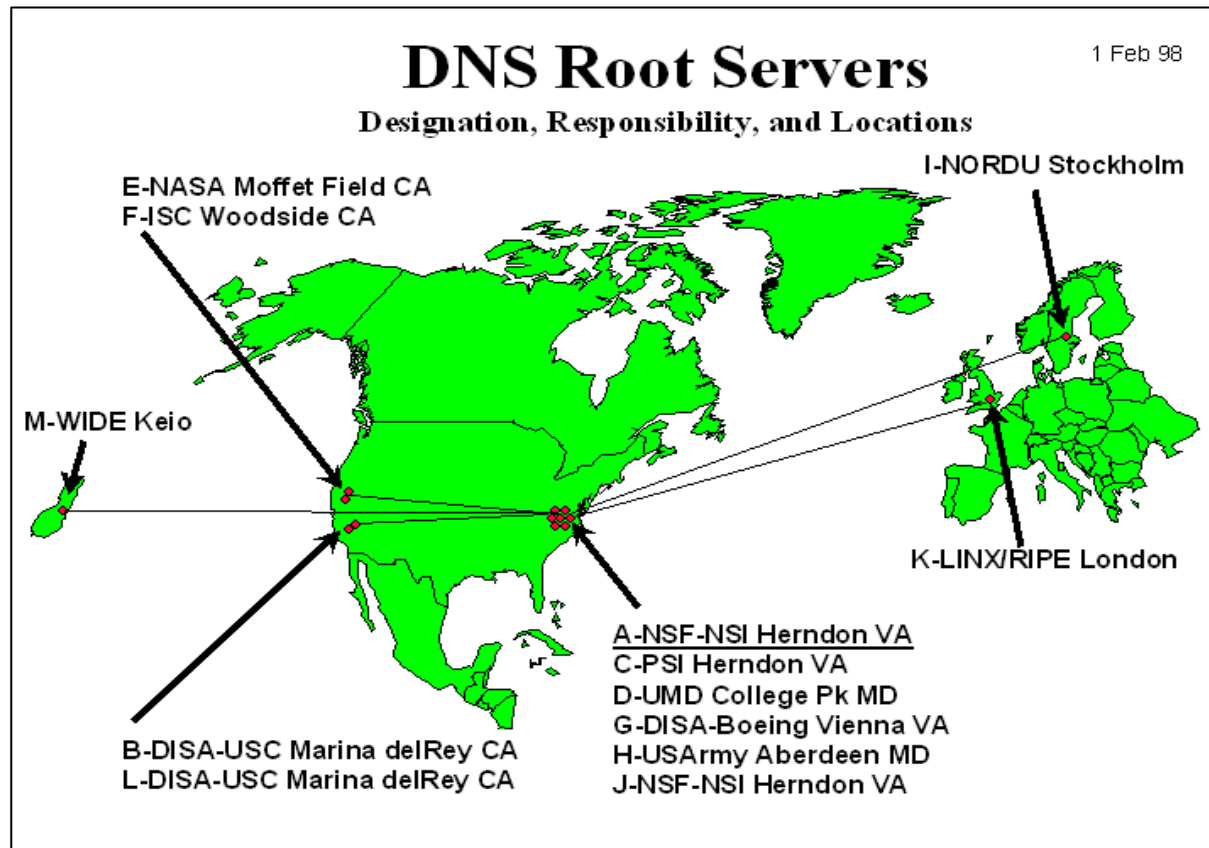 DNS Root Servers
1 Feb 98
Designation, Responsibility, and Locations
E-NASA Moffet Field CA
F-ISC Woodside CA
I-NORDU Stockholm
M-WIDE Keio
K-LINX/RIPE London
A-NSF-NSI Herndon VA
C-PSI Herndon VA
D-UMD College Pk MD
G-DISA-Boeing Vienna VA
H-USArmy Aberdeen MD
J-NSF-NSI Herndon VA
B-DISA-USC Marina delRey CA
L-DISA-USC Marina delRey CA